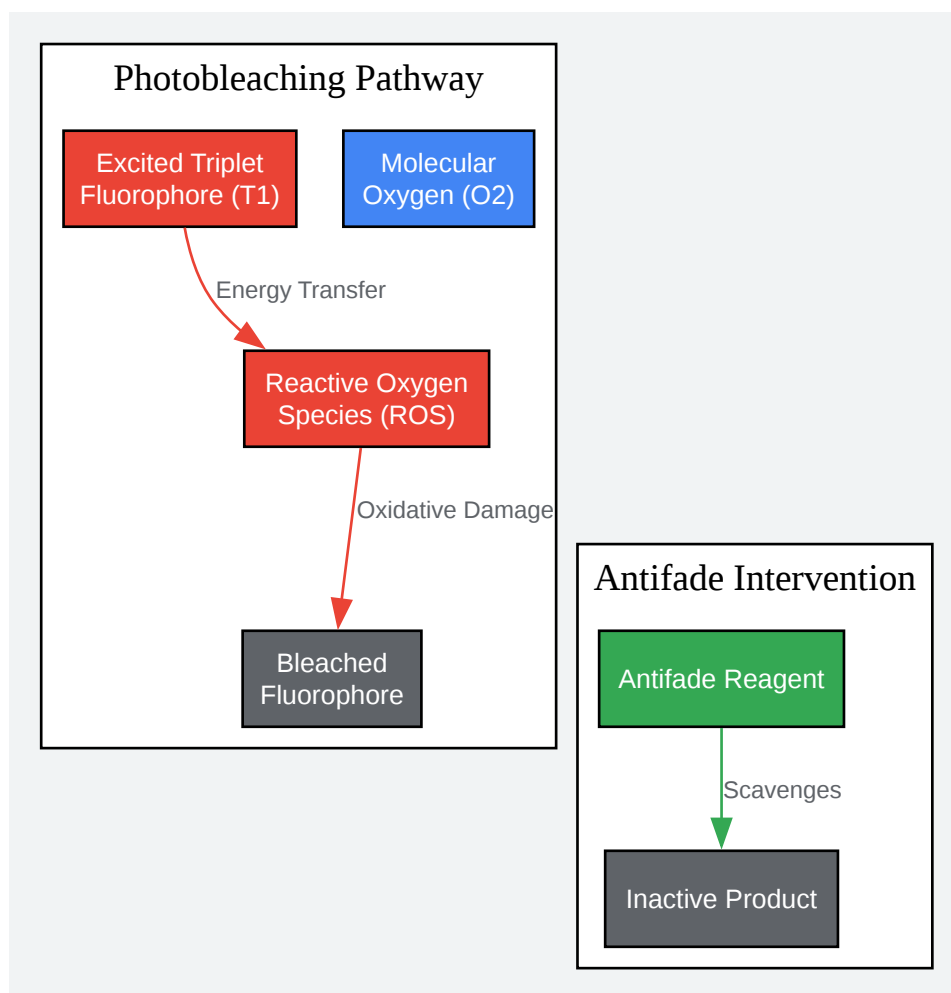 Photobleaching Pathway
Excited Triplet
Fluorophore (T1)
Molecular
Oxygen (O2)
Energy Transfer
Reactive Oxygen
Species (ROS)
Oxidative Damage
Bleached
Fluorophore
Antifade Intervention
Antifade Reagent
Scavenges
Inactive Product